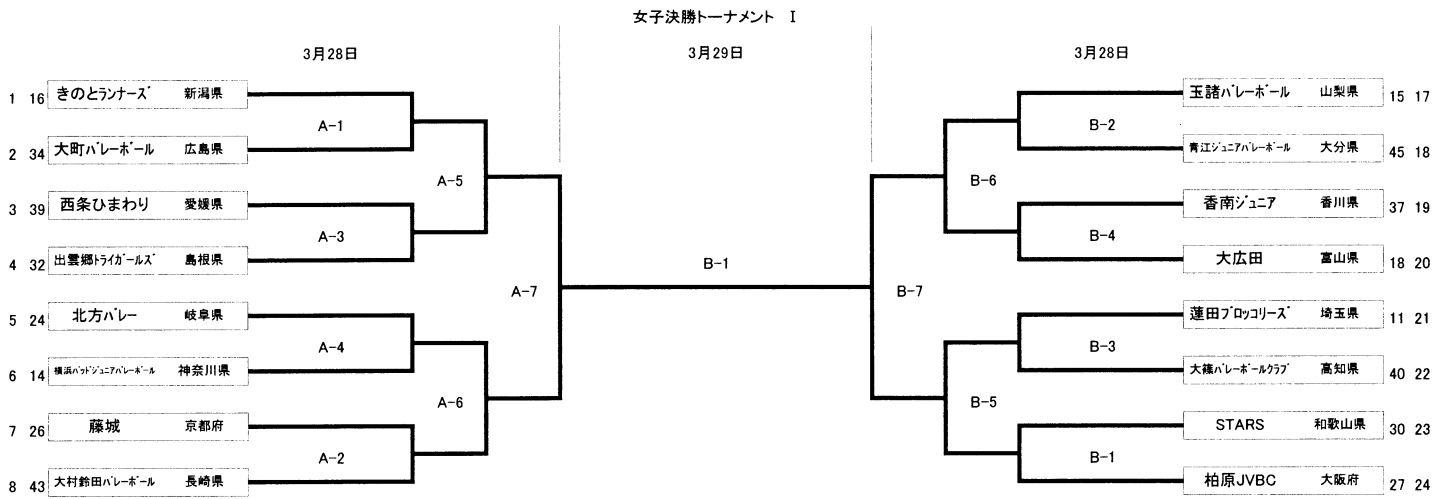 女子決勝トーナメント Ⅰ
3月28日 3月29日 3月28日
1 16 きのとランナーズ 新潟県
A-1
2 34 大町バレーボール 広島県
A-5
3 39 西条ひまわり 愛媛県
A-3
4 32 出雲郷トライガールズ 島根県
A-7
5 24 北方バレー 岐阜県
A-4
6 14 横浜バッドジュニアバレーボール 神奈川県
A-6
7 26 藤城 京都府
A-2
8 43 大村鈴田バレーボール 長崎県
B-1
玉諸バレーボール 山梨県 15 17
B-2
青江ジュニアバレーボール 大分県 45 18
B-6
香南ジュニア 香川県 37 19
B-4
大広田 富山県 18 20
B-7
蓮田ブロッコリーズ 埼玉県 11 21
B-3
大篠バレーボールクラブ 高知県 40 22
B-5
STARS 和歌山県 30 23
B-1
柏原JVBC 大阪府 27 24